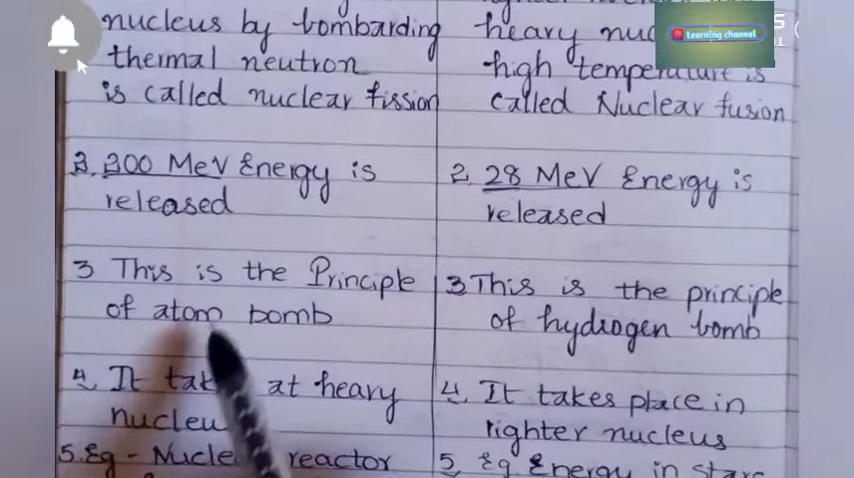 nucleus by bombarding
thermal neutron
is called nuclear fission
2. 200 MeV Energy is
released
3 This is the Principle
of atom bomb
4. It at heavy
5. Eg - reactor
heavy
high temperature is
called Nuclear fusion
2. 28 MeV Energy is
released
3 This is the principle
of hydrogen bomb
4. It takes place in
lighter nucleus
5 Eg Energy in stars
Learning channel